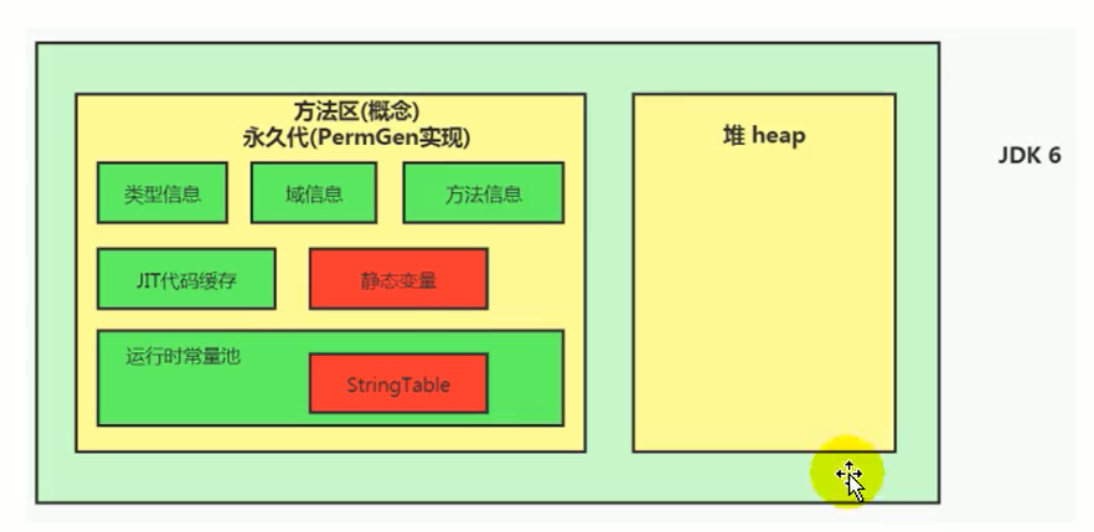 方法区(概念)
永久代(PermGen实现)
堆 heap
JDK 6
类型信息
域信息
方法信息
JIT代码缓存
静态变量
运行时常量池
StringTable